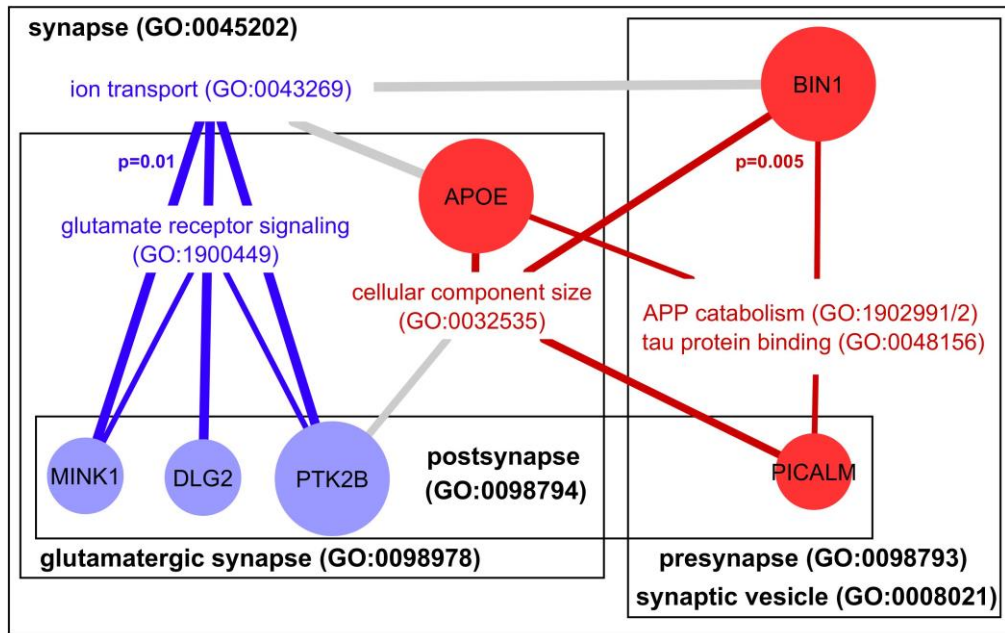 synapse (GO:0045202)
ion transport (GO:0043269)
BIN1
p=0.01
p=0.005
APOE
glutamate receptor signaling
(GO:1900449)
cellular component size
(GO:0032535)
APP catabolism (GO:1902991/2)
tau protein binding (GO:0048156)
MINK1
DLG2
PTK2B
postsynapse
(GO:0098794)
PICALM
glutamatergic synapse (GO:0098978)
presynapse (GO:0098793)
synaptic vesicle (GO:0008021)